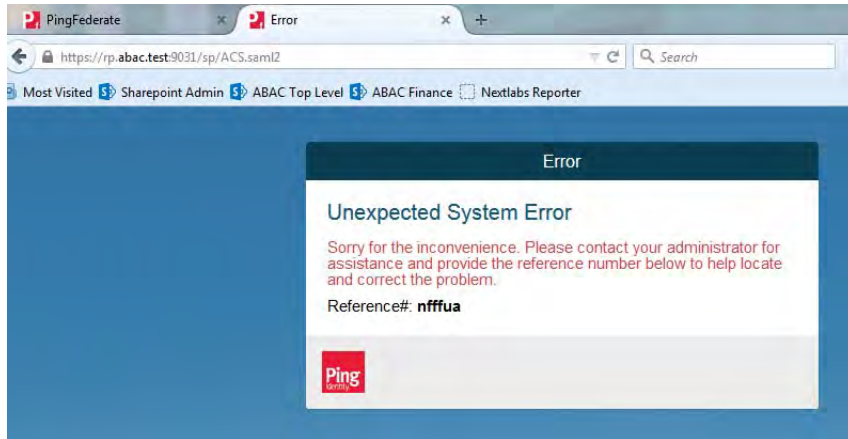 PingFederate
Error
https://rp.abac.test:9031/sp/ACS.saml2
Search
Most Visited Sharepoint Admin ABAC Top Level ABAC Finance Nextlabs Reporter
Error
Unexpected System Error
Sorry for the inconvenience. Please contact your administrator for
assistance and provide the reference number below to help locate
and correct the problem.
Reference#: nfffua
Ping
Identity